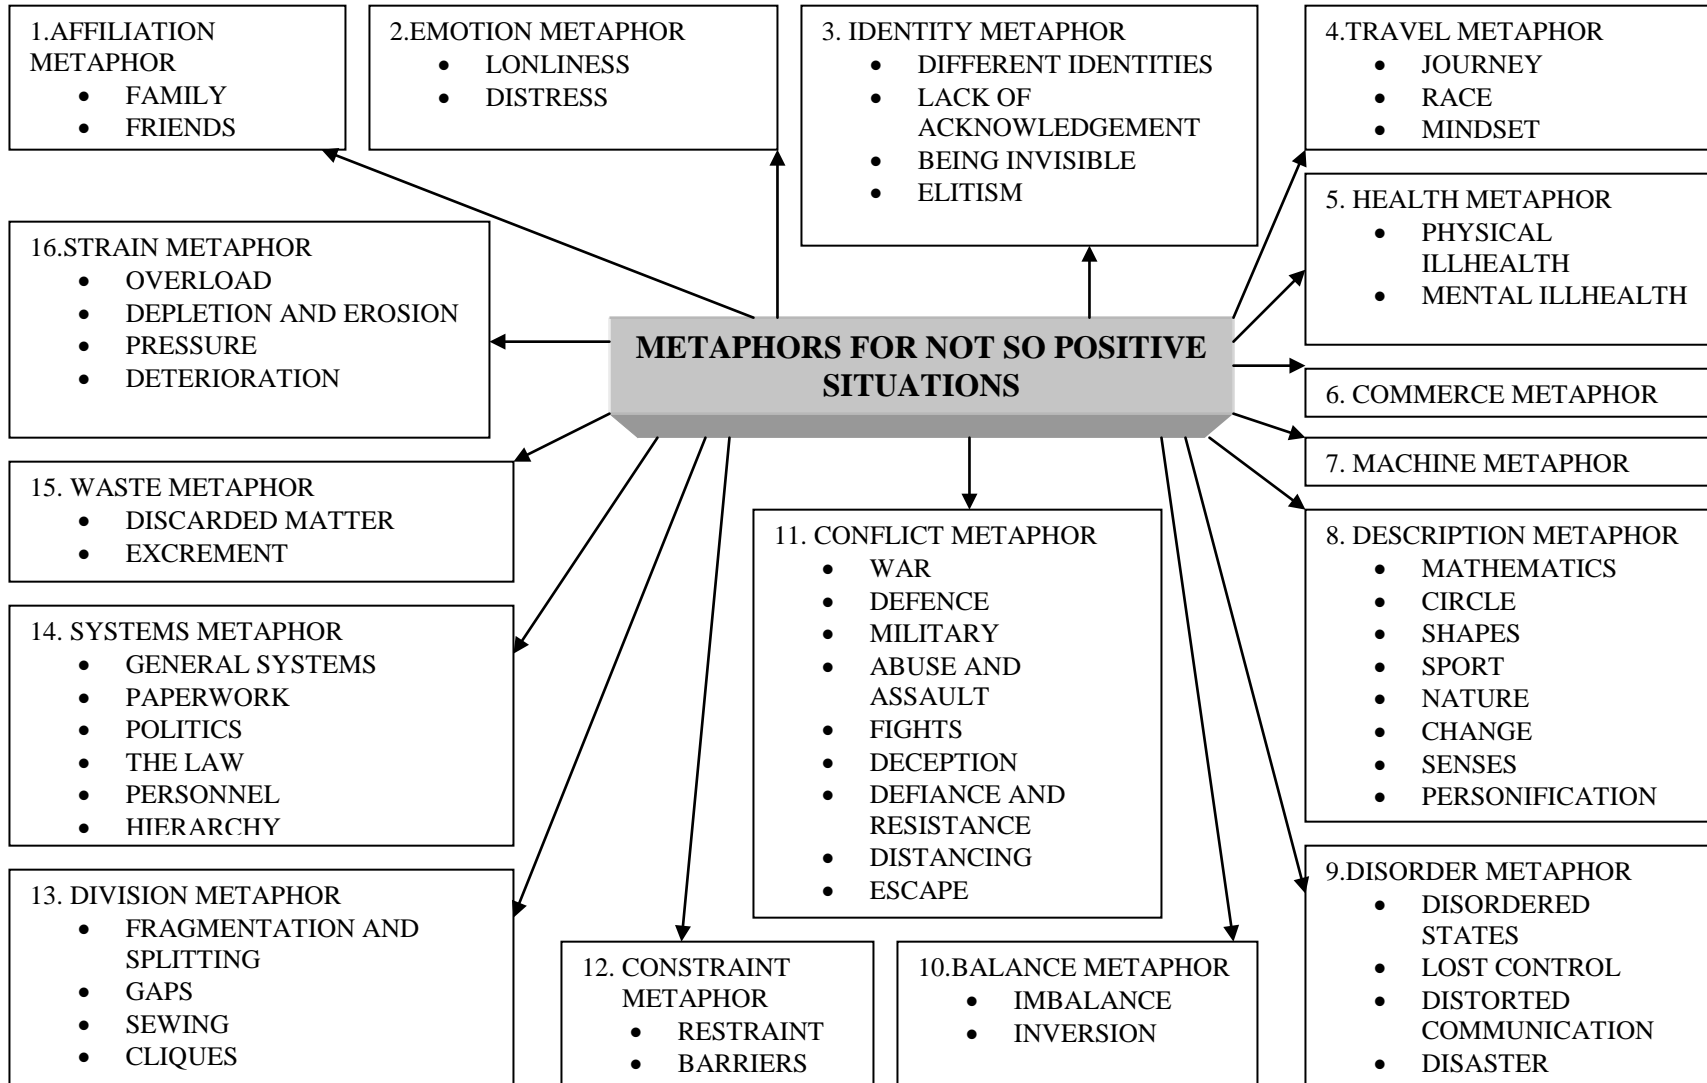 1.AFFILIATION
METAPHOR
• FAMILY
• FRIENDS
2.EMOTION METAPHOR
• LONLINESS
• DISTRESS
3. IDENTITY METAPHOR
• DIFFERENT IDENTITIES
• LACK OF
ACKNOWLEDGEMENT
• BEING INVISIBLE
• ELITISM
4.TRAVEL METAPHOR
• JOURNEY
• RACE
• MINDSET
5. HEALTH METAPHOR
• PHYSICAL
ILLHEALTH
• MENTAL ILLHEALTH
16.STRAIN METAPHOR
• OVERLOAD
• DEPLETION AND EROSION
• PRESSURE
• DETERIORATION
METAPHORS FOR NOT SO POSITIVE
SITUATIONS
6. COMMERCE METAPHOR
7. MACHINE METAPHOR
15. WASTE METAPHOR
• DISCARDED MATTER
• EXCREMENT
11. CONFLICT METAPHOR
• WAR
• DEFENCE
• MILITARY
• ABUSE AND
ASSAULT
• FIGHTS
• DECEPTION
• DEFIANCE AND
RESISTANCE
• DISTANCING
• ESCAPE
8. DESCRIPTION METAPHOR
• MATHEMATICS
• CIRCLE
• SHAPES
• SPORT
• NATURE
• CHANGE
• SENSES
• PERSONIFICATION
14. SYSTEMS METAPHOR
• GENERAL SYSTEMS
• PAPERWORK
• POLITICS
• THE LAW
• PERSONNEL
• HIERARCHY
13. DIVISION METAPHOR
• FRAGMENTATION AND
SPLITTING
• GAPS
• SEWING
• CLIQUES
12. CONSTRAINT
METAPHOR
• RESTRAINT
• BARRIERS
10.BALANCE METAPHOR
• IMBALANCE
• INVERSION
9.DISORDER METAPHOR
• DISORDERED
STATES
• LOST CONTROL
• DISTORTED
COMMUNICATION
• DISASTER